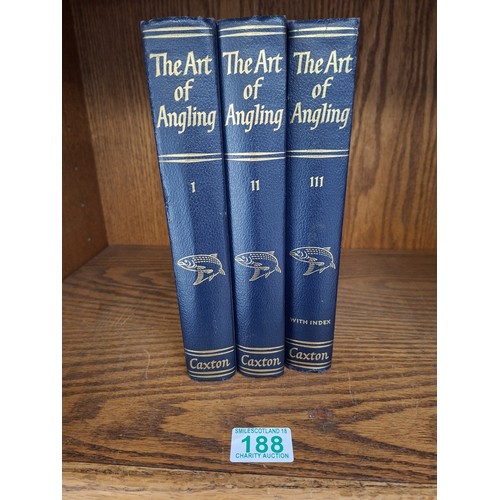 The Art
of
Angling
I
Caxton
The Art
of
Angling
II
Caxton
The Art
of
Angling
III
WITH INDEX
Caxton
SMILESCOTLAND 18
188
CHARITY AUCTION